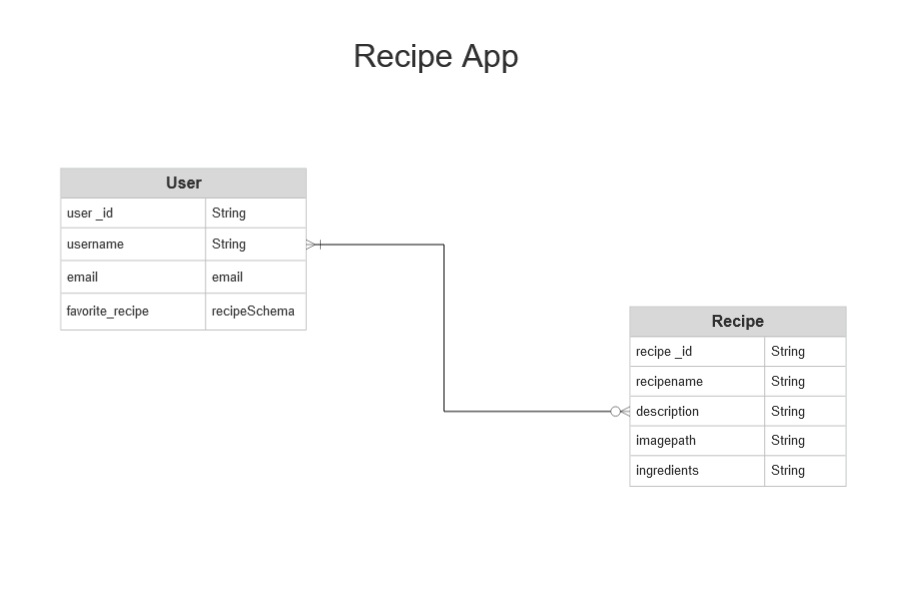 Recipe App
User
user _id String
username String
email email
favorite_recipe recipeSchema
Recipe
recipe _id String
recipename String
description String
imagepath String
ingredients String